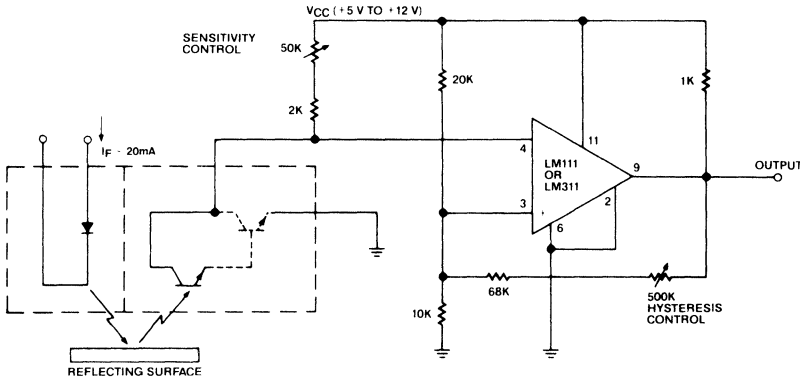 VCC (+5 V TO +12 V)
SENSITIVITY
CONTROL
50K
20K
1K
2K
IF ~ 20mA
4
11
LM111
OR
LM311
9
OUTPUT
2
3
+
6
68K
500K
HYSTERESIS
CONTROL
10K
REFLECTING SURFACE